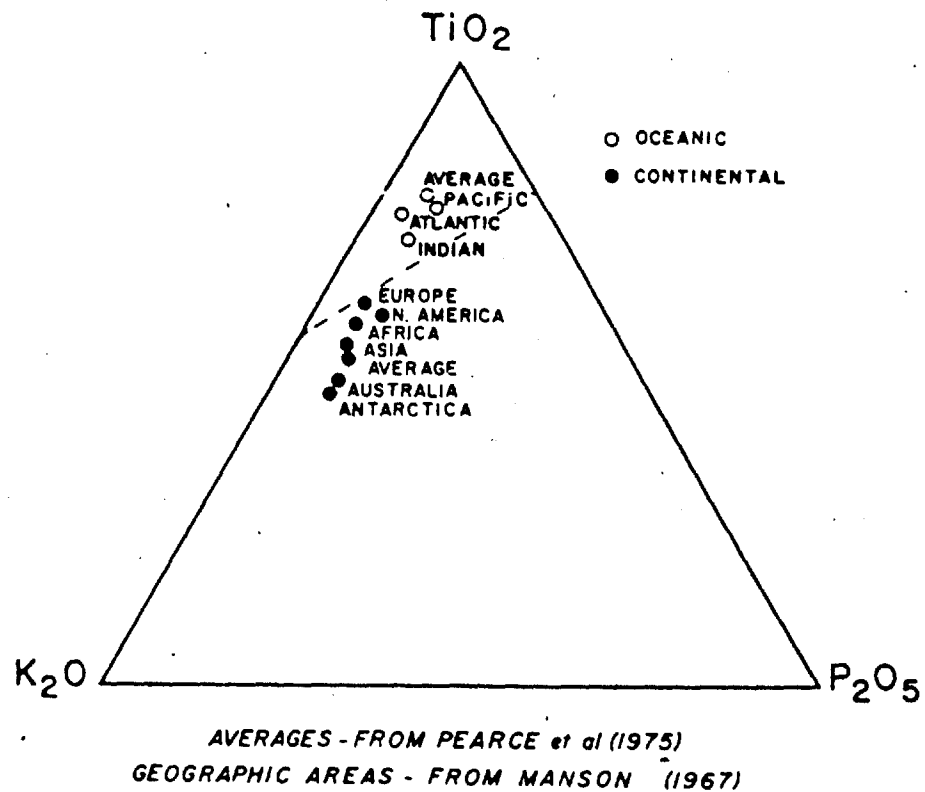 TiO2
OCEANIC
CONTINENTAL
AVERAGE
PACIFIC
ATLANTIC
INDIAN
EUROPE
N. AMERICA
AFRICA
ASIA
AVERAGE
AUSTRALIA
ANTARCTICA
K2O
P2O5
AVERAGES - FROM PEARCE et al (1975)
GEOGRAPHIC AREAS - FROM MANSON (1967)